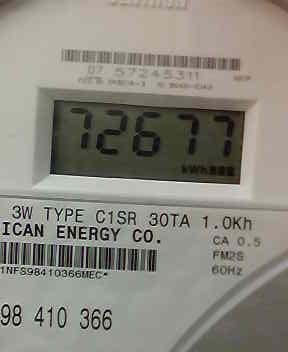 07 57245311
72677
kWh888
3W TYPE C1SR 30TA 1.0Kh
ICAN ENERGY CO.
CA 0.5
FM2S
60Hz
1NFS98410366MEC*
98 410 366